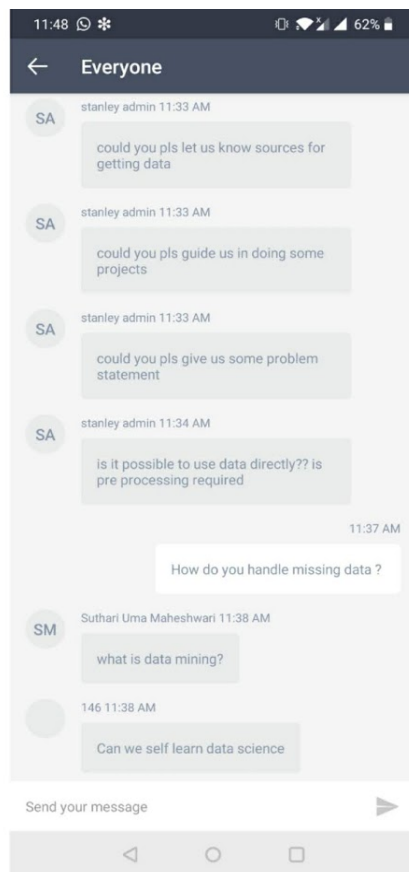 11:48 62%
Everyone
SA
stanley admin 11:33 AM
could you pls let us know sources for
getting data
SA
stanley admin 11:33 AM
could you pls guide us in doing some
projects
SA
stanley admin 11:33 AM
could you pls give us some problem
statement
SA
stanley admin 11:34 AM
is it possible to use data directly?? is
pre processing required
11:37 AM
How do you handle missing data ?
SM
Suthari Uma Maheshwari 11:38 AM
what is data mining?
146 11:38 AM
Can we self learn data science
Send your message